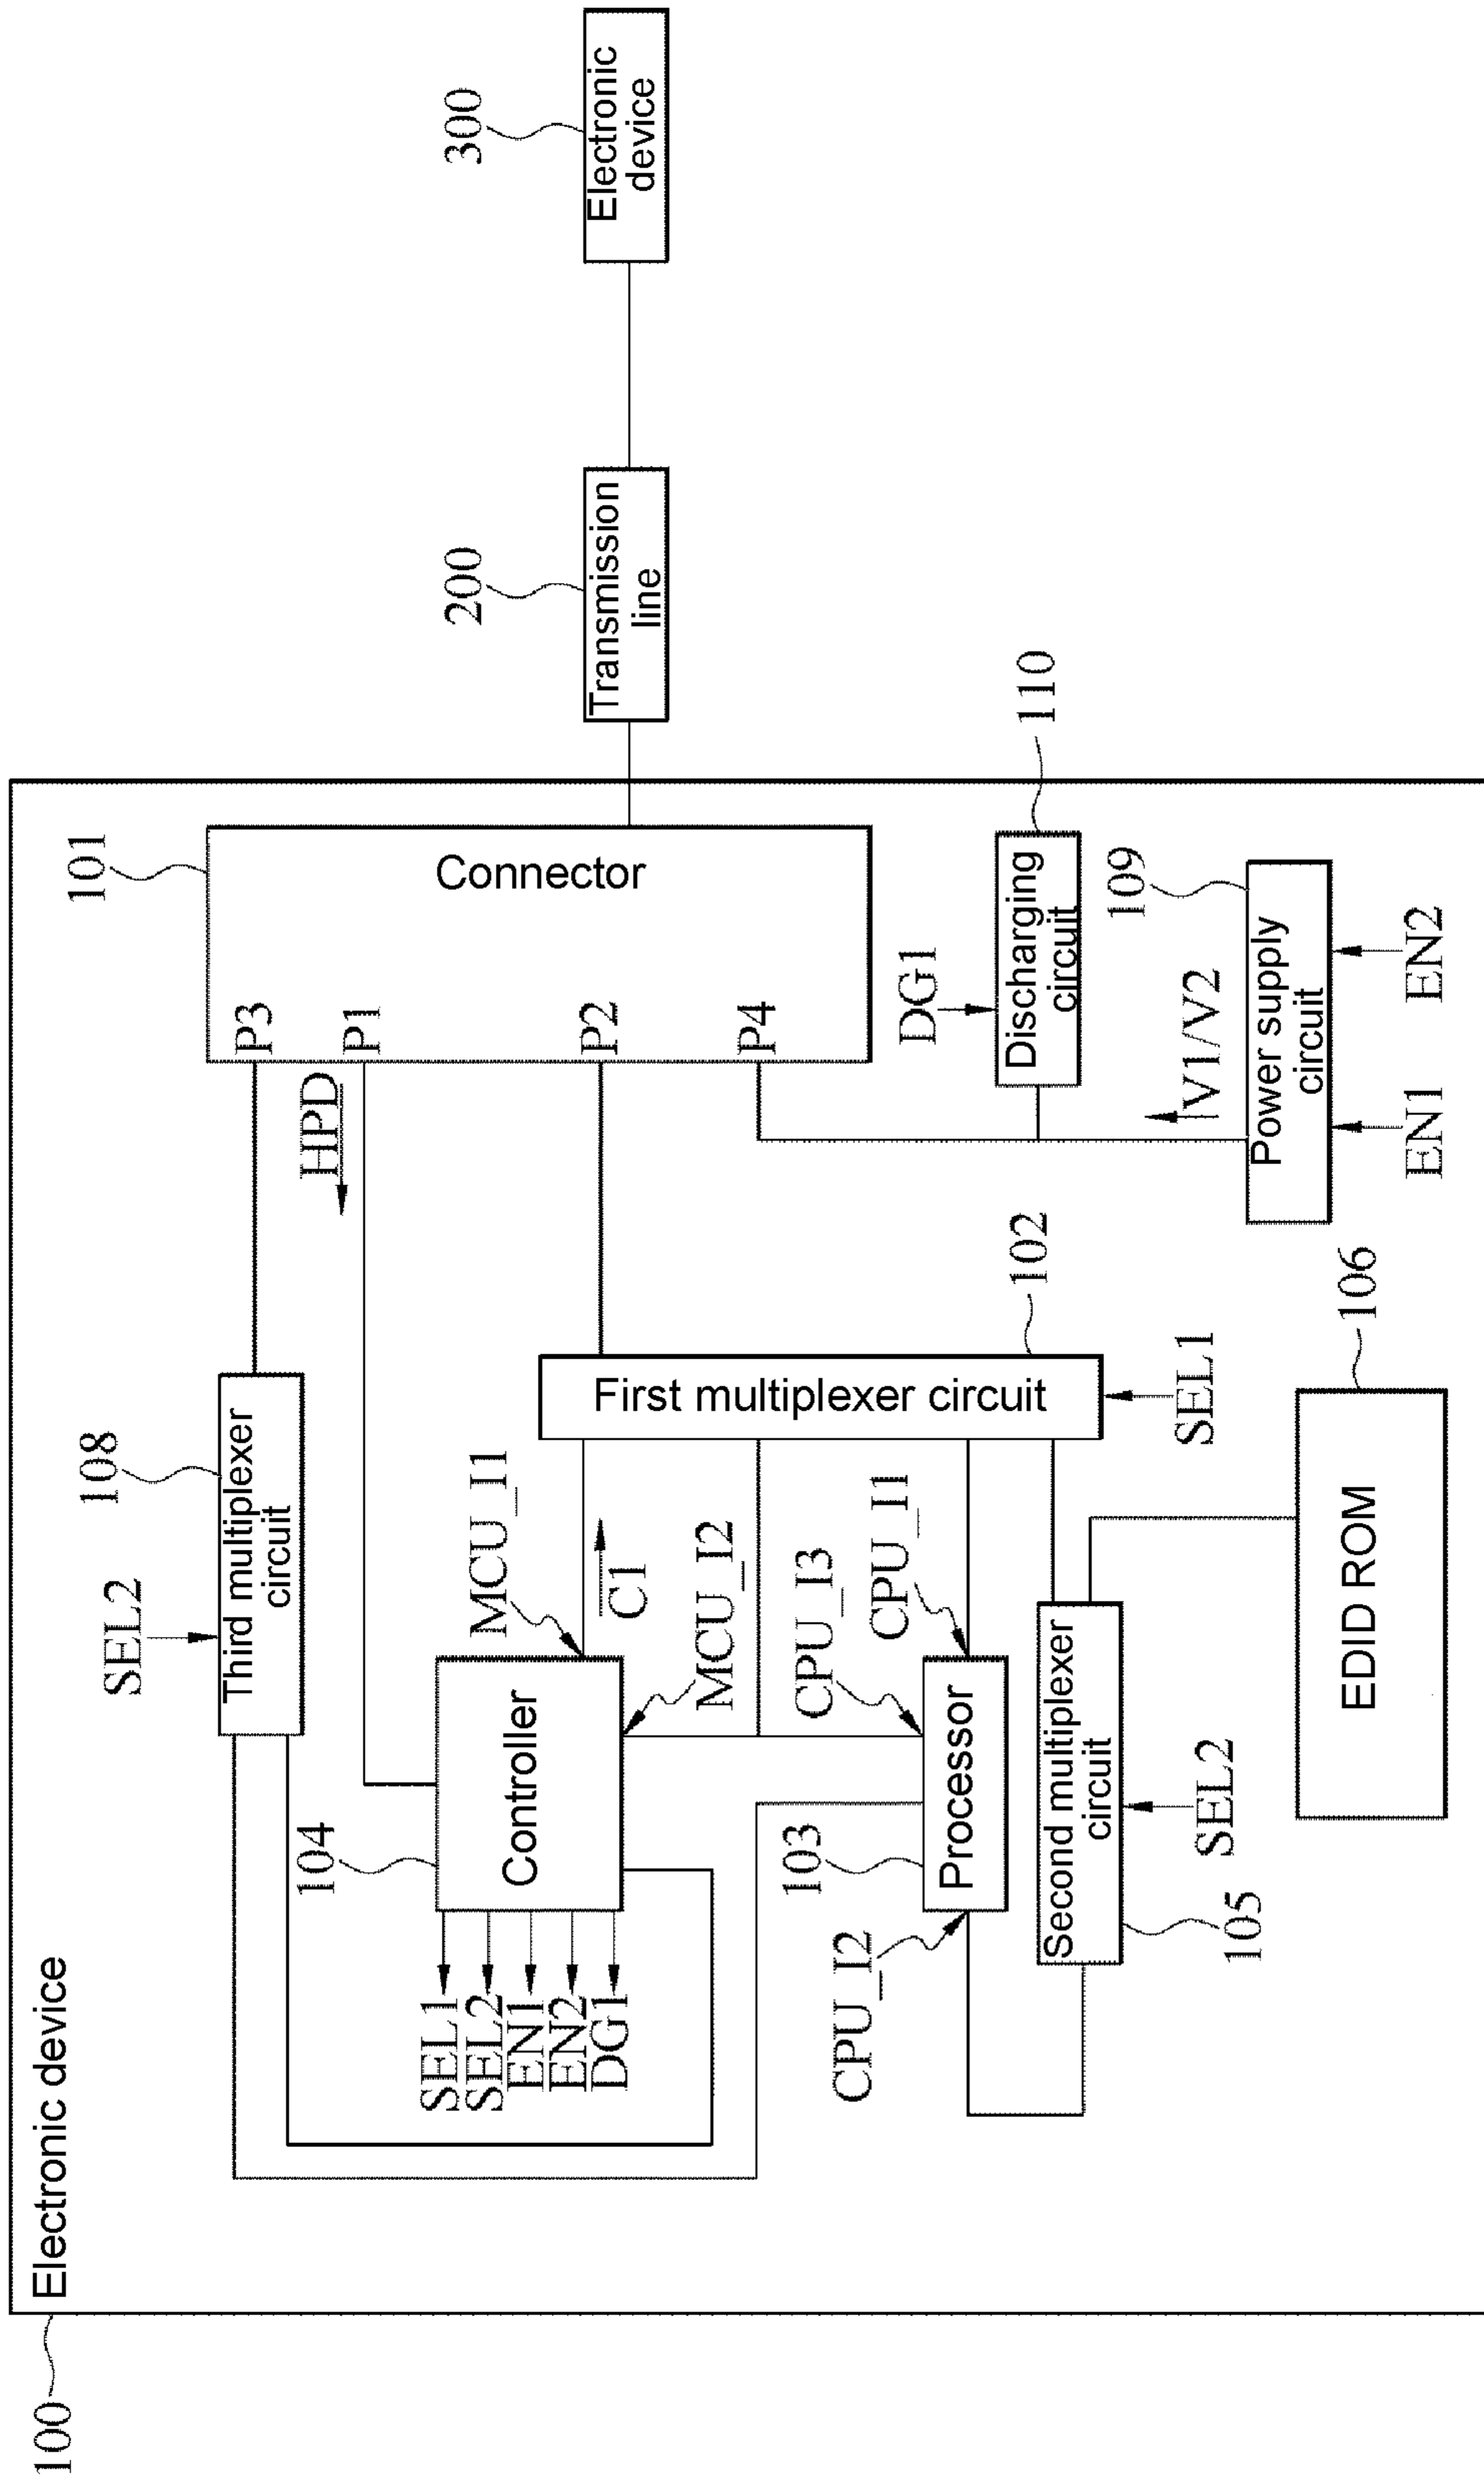 100
Electronic device
101
Connector
P3
P1
P2
P4
HPD
108
Third multiplexer
circuit
SEL2
104
Controller
SEL1
SEL2
EN1
EN2
DG1
MCU_I1
C1
MCU_I2
First multiplexer circuit
102
SEL1
103
Processor
CPU_I3
CPU_I1
CPU_I2
Second multiplexer
circuit
105
SEL2
EDID ROM
106
DG1
Discharging
circuit
110
V1/V2
109
Power supply
circuit
EN1
EN2
200
Transmission
line
300
Electronic
device